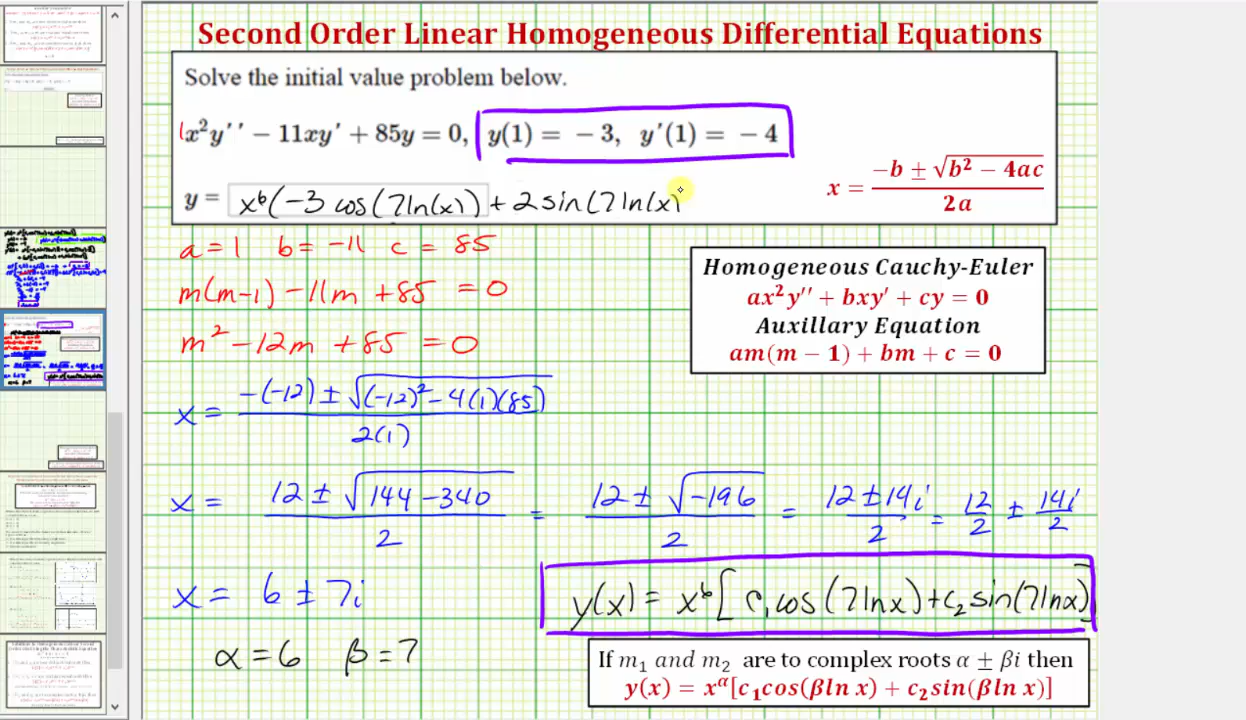 Second Order Linear Homogeneous Differential Equations
Solve the initial value problem below.
1x²y'' − 11xy' + 85y = 0, y(1) = − 3, y'(1) = − 4
y = x⁶(-3 cos(7ln(x)) + 2 sin(7ln(x)
x = (-b ± √(b² − 4ac)) / 2a
a = 1 b = -11 c = 85
m(m-1) - 11m + 85 = 0
m² - 12m + 85 = 0
Homogeneous Cauchy-Euler
ax²y'' + bxy' + cy = 0
Auxillary Equation
am(m − 1) + bm + c = 0
x = (-(-12) ± √((-12)² - 4(1)(85))) / 2(1)
x = (12 ± √(144 - 340)) / 2 = (12 ± √(-196)) / 2 = (12 ± 14i) / 2 = 12/2 ± 14i/2
x = 6 ± 7i
y(x) = x⁶[c₁cos(7lnx) + c₂sin(7lnx)]
α = 6 β = 7
If m₁ and m₂ are to complex roots α ± βi then
y(x) = x^α[c₁cos(βln x) + c₂sin(βln x)]